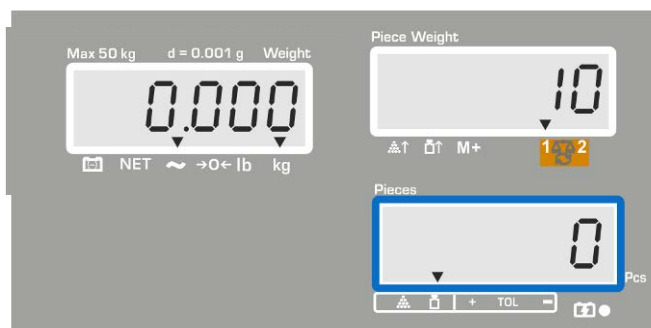 Max 50 kg d = 0.001 g Weight
0.000
NET →0← lb kg
Piece Weight
10
M+
1 2
Pieces
0
Pcs
+ TOL −